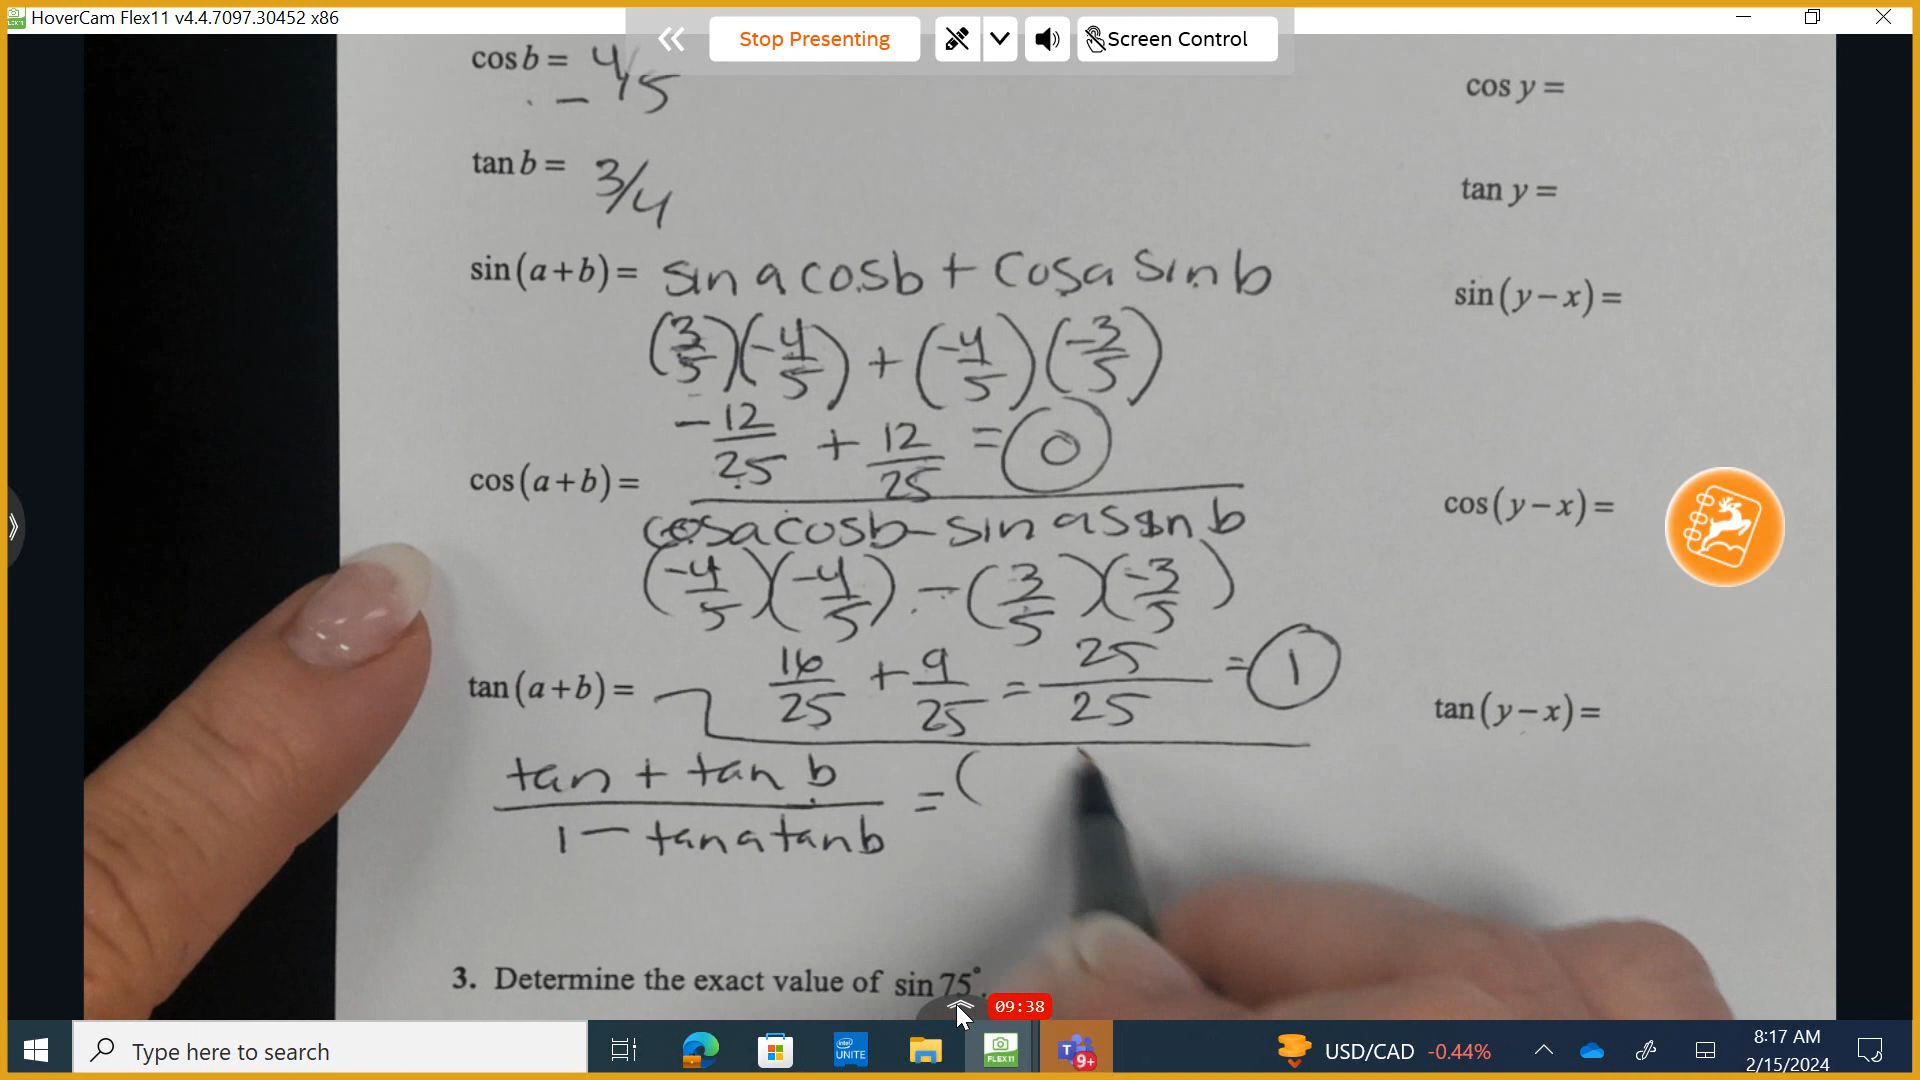 HoverCam Flex11 v4.4.7097.30452 x86
Stop Presenting
Screen Control
cos b = 4/5
. –
tan b = 3/4
sin(a+b) = sin a cos b + cos a sin b
(3/5)(-4/5) + (-4/5)(-3/5)
-12/25 + 12/25 = 0
cos(a+b) =
cos a cos b - sin a sin b
(-4/5)(-4/5) - (3/5)(-3/5)
tan(a+b) =
16/25 + 9/25 = 25/25 = 1
tan + tan b / 1 - tan a tan b = (
3. Determine the exact value of sin 75°.
cos y =
tan y =
sin(y-x) =
cos(y-x) =
tan(y-x) =
09:38
Type here to search
intel UNITE
FLEX11
T 9+
USD/CAD -0.44%
8:17 AM
2/15/2024